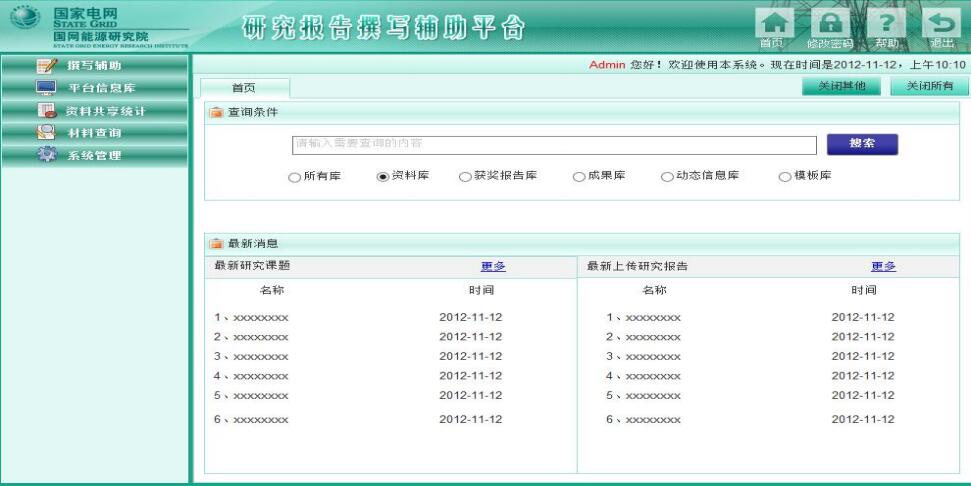 国家电网
STATE GRID
国网能源研究院
STATE GRID ENERGY RESEARCH INSTITUTE
研究报告撰写辅助平台
首页 修改密码 帮助 退出
Admin 您好！欢迎使用本系统。现在时间是2012-11-12，上午10:10
撰写辅助
平台信息库
资料共享统计
材料查询
系统管理
首页 关闭其他 关闭所有
查询条件
请输入需要查询的内容 搜索
所有库 资料库 获奖报告库 成果库 动态信息库 模板库
最新消息
最新研究课题 更多 最新上传研究报告 更多
名称 时间 名称 时间
1、xxxxxxxx 2012-11-12 1、xxxxxxxx 2012-11-12
2、xxxxxxxx 2012-11-12 2、xxxxxxxx 2012-11-12
3、xxxxxxxx 2012-11-12 3、xxxxxxxx 2012-11-12
4、xxxxxxxx 2012-11-12 4、xxxxxxxx 2012-11-12
5、xxxxxxxx 2012-11-12 5、xxxxxxxx 2012-11-12
6、xxxxxxxx 2012-11-12 6、xxxxxxxx 2012-11-12